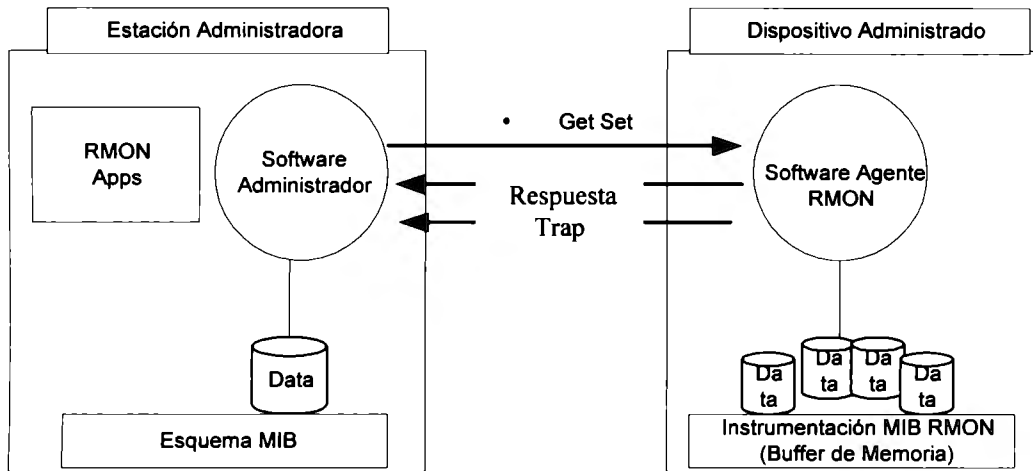 Estación Administradora
Dispositivo Administrado
RMON
Apps
Software
Administrador
• Get Set
Respuesta
Trap
Software Agente
RMON
Data
Da
ta
Da
ta
Da
ta
Da
ta
Esquema MIB
Instrumentación MIB RMON
(Buffer de Memoria)